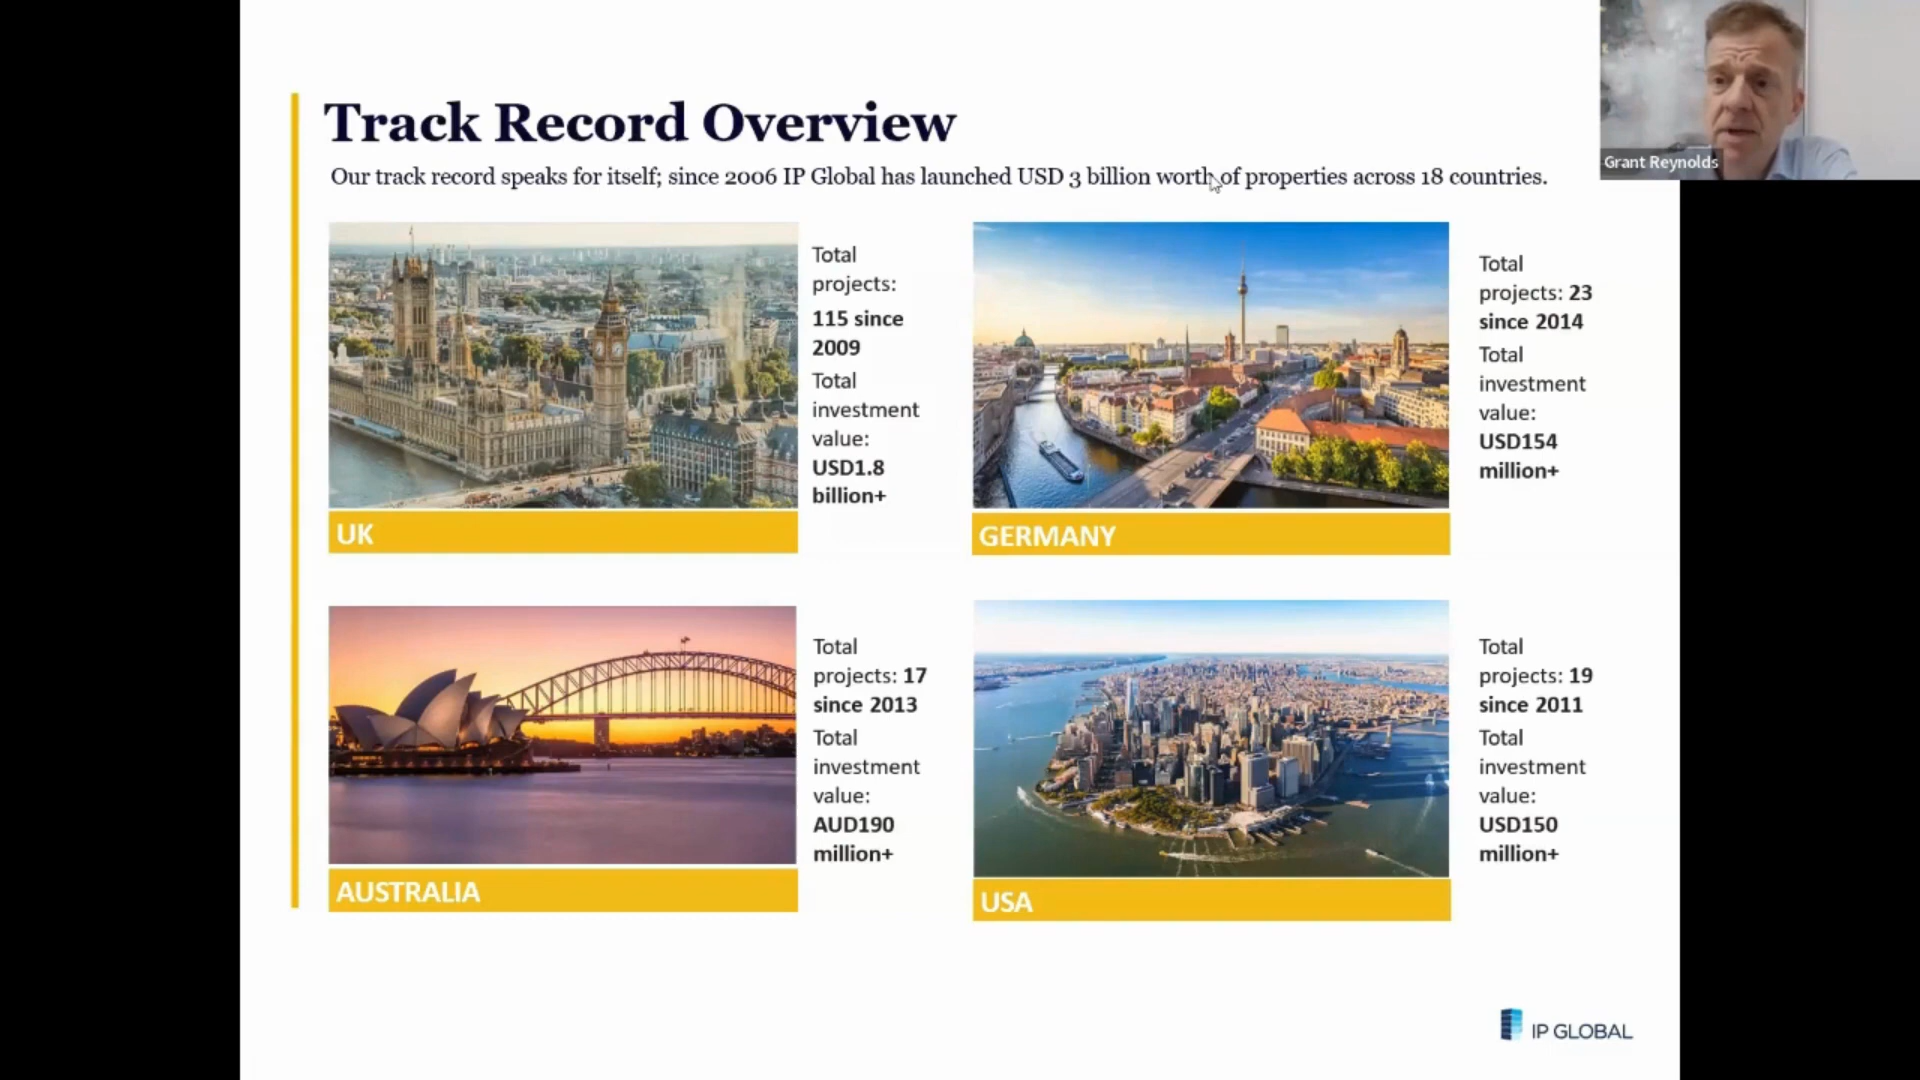 Track Record Overview
Our track record speaks for itself; since 2006 IP Global has launched USD 3 billion worth of properties across 18 countries.
Grant Reynolds
Total
projects:
115 since
2009
Total
investment
value:
USD1.8
billion+
UK
Total
projects: 23
since 2014
Total
investment
value:
USD154
million+
GERMANY
Total
projects: 17
since 2013
Total
investment
value:
AUD190
million+
AUSTRALIA
Total
projects: 19
since 2011
Total
investment
value:
USD150
million+
USA
IP GLOBAL